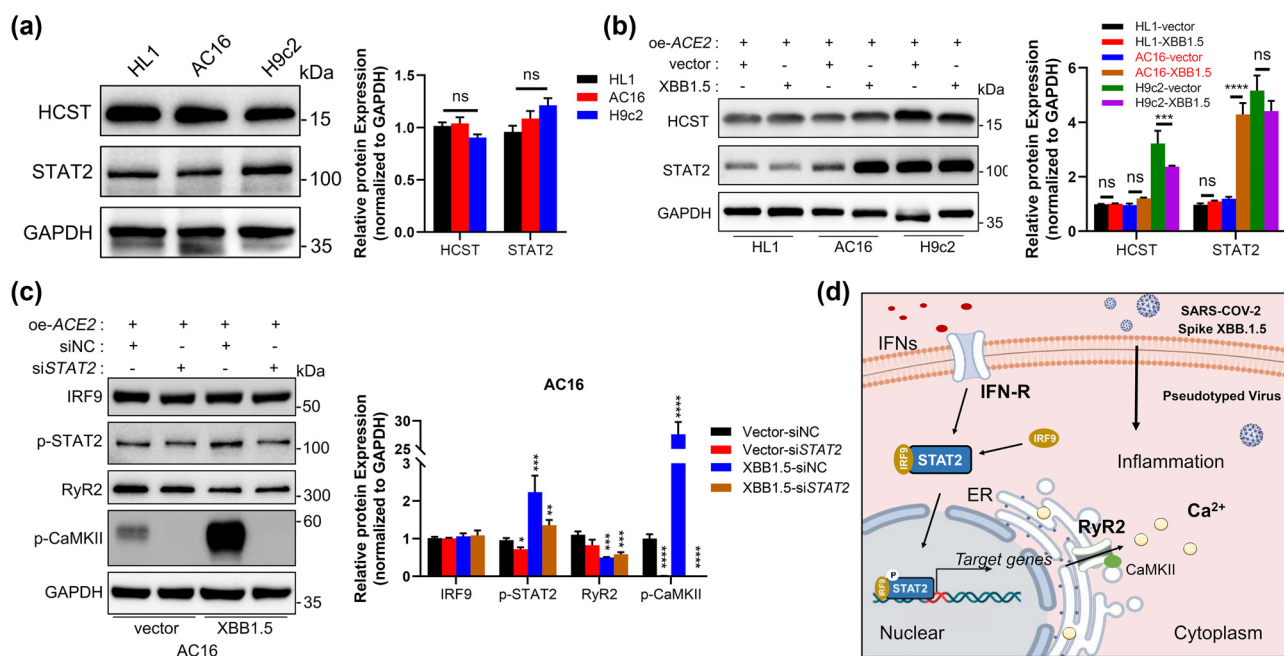 (a)
HL1 AC16 H9c2 kDa
HCST 15
STAT2 100
GAPDH 35
Relative protein Expression
(normalized to GAPDH)
1.5
1.0
0.5
0.0
ns ns
HCST STAT2
HL1
AC16
H9c2
(b)
oe-ACE2 + + + + + +
vector + - + - + -
XBB1.5 - + - + - + kDa
HCST 15
STAT2 100
GAPDH 35
HL1 AC16 H9c2
Relative protein Expression
(normalized to GAPDH)
6
4
2
0
ns ns *** ns **** ns
HCST STAT2
HL1-vector
HL1-XBB1.5
AC16-vector
AC16-XBB1.5
H9c2-vector
H9c2-XBB1.5
(c)
oe-ACE2 + + + +
siNC + - + -
siSTAT2 - + - + kDa
IRF9 50
p-STAT2 100
RyR2 300
p-CaMKII 60
GAPDH 35
vector XBB1.5
AC16
AC16
Relative protein expression
(normalized to GAPDH)
30
25
3
2
1
0
* *** ** *** *** **** **** ****
IRF9 p-STAT2 RyR2 p-CaMKII
Vector-siNC
Vector-siSTAT2
XBB1.5-siNC
XBB1.5-siSTAT2
(d)
SARS-COV-2
Spike XBB.1.5
IFNs
IFN-R
Pseudotyped Virus
IRF9
IRF9 STAT2
Inflammation
ER
RyR2
Ca²⁺
Target genes
CaMKII
P
IRF9 STAT2
Nuclear
Cytoplasm